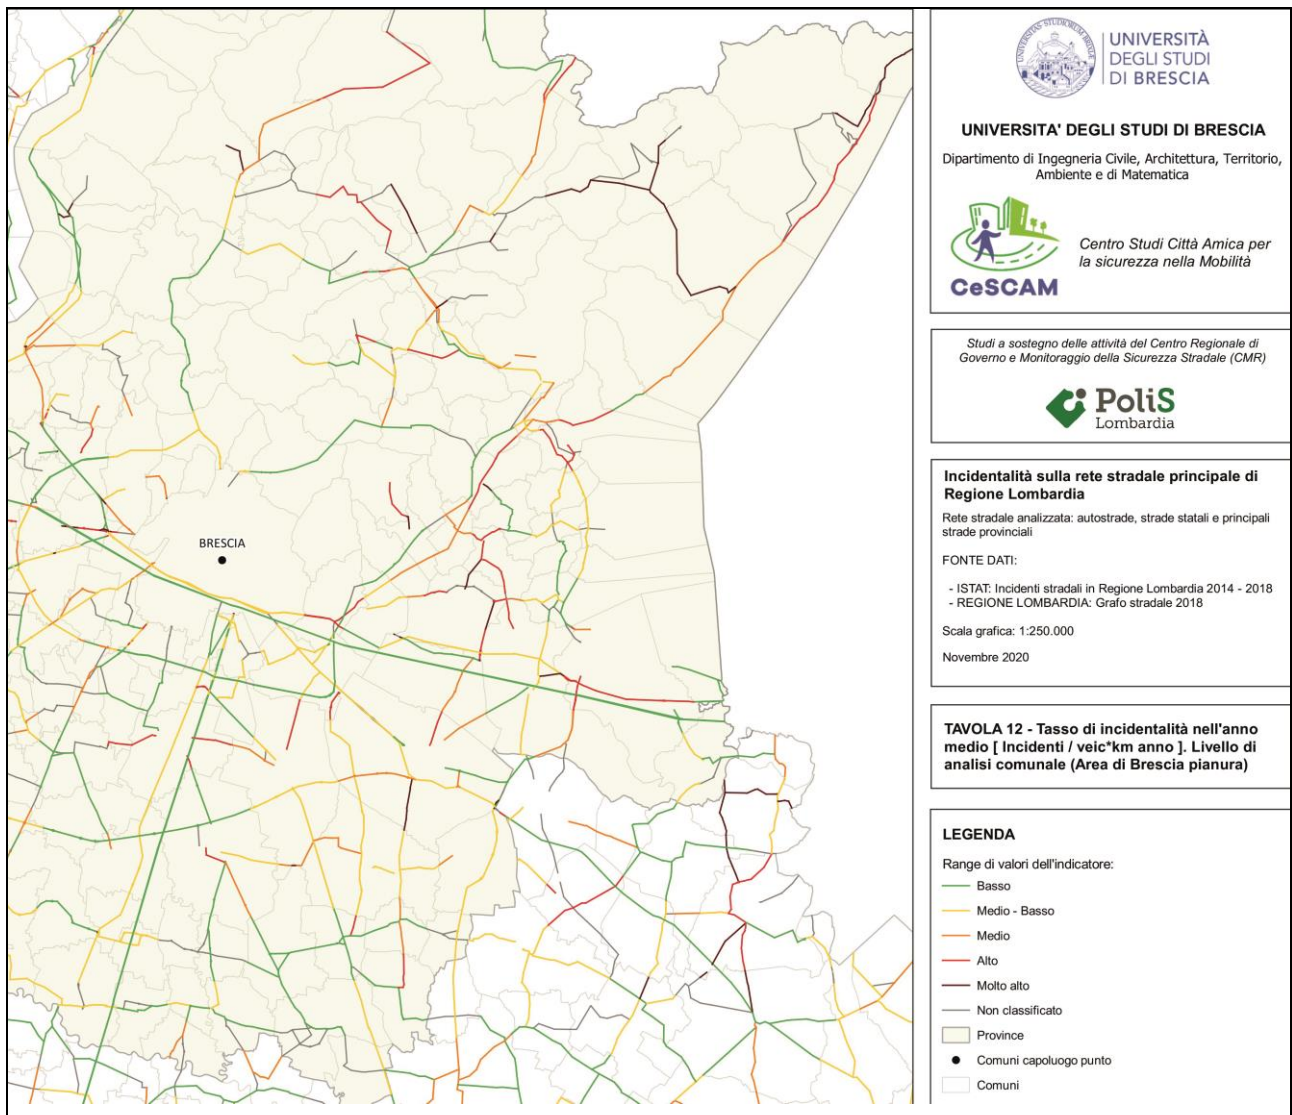 BRESCIA
UNIVERSITÀ
DEGLI STUDI
DI BRESCIA
UNIVERSITA' DEGLI STUDI DI BRESCIA
Dipartimento di Ingegneria Civile, Architettura, Territorio,
Ambiente e di Matematica
Centro Studi Città Amica per
la sicurezza nella Mobilità
CeSCAM
Studi a sostegno delle attività del Centro Regionale di
Governo e Monitoraggio della Sicurezza Stradale (CMR)
PoliS
Lombardia
Incidentalità sulla rete stradale principale di
Regione Lombardia
Rete stradale analizzata: autostrade, strade statali e principali
strade provinciali
FONTE DATI:
- ISTAT: Incidenti stradali in Regione Lombardia 2014 - 2018
- REGIONE LOMBARDIA: Grafo stradale 2018
Scala grafica: 1:250.000
Novembre 2020
TAVOLA 12 - Tasso di incidentalità nell'anno
medio [ Incidenti / veic*km anno ]. Livello di
analisi comunale (Area di Brescia pianura)
LEGENDA
Range di valori dell'indicatore:
Basso
Medio - Basso
Medio
Alto
Molto alto
Non classificato
Province
Comuni capoluogo punto
Comuni